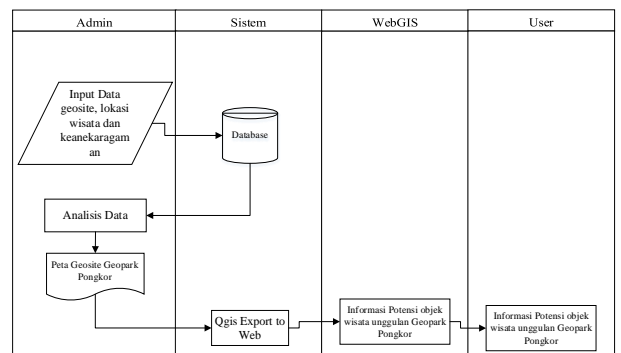 Admin
Sistem
WebGIS
User
Input Data
geosite, lokasi
wisata dan
keanekaragam
an
Database
Analisis Data
Peta Geosite Geopark
Pongkor
Qgis Export to
Web
Informasi Potensi objek
wisata unggulan Geopark
Pongkor
Informasi Potensi objek
wisata unggulan Geopark
Pongkor